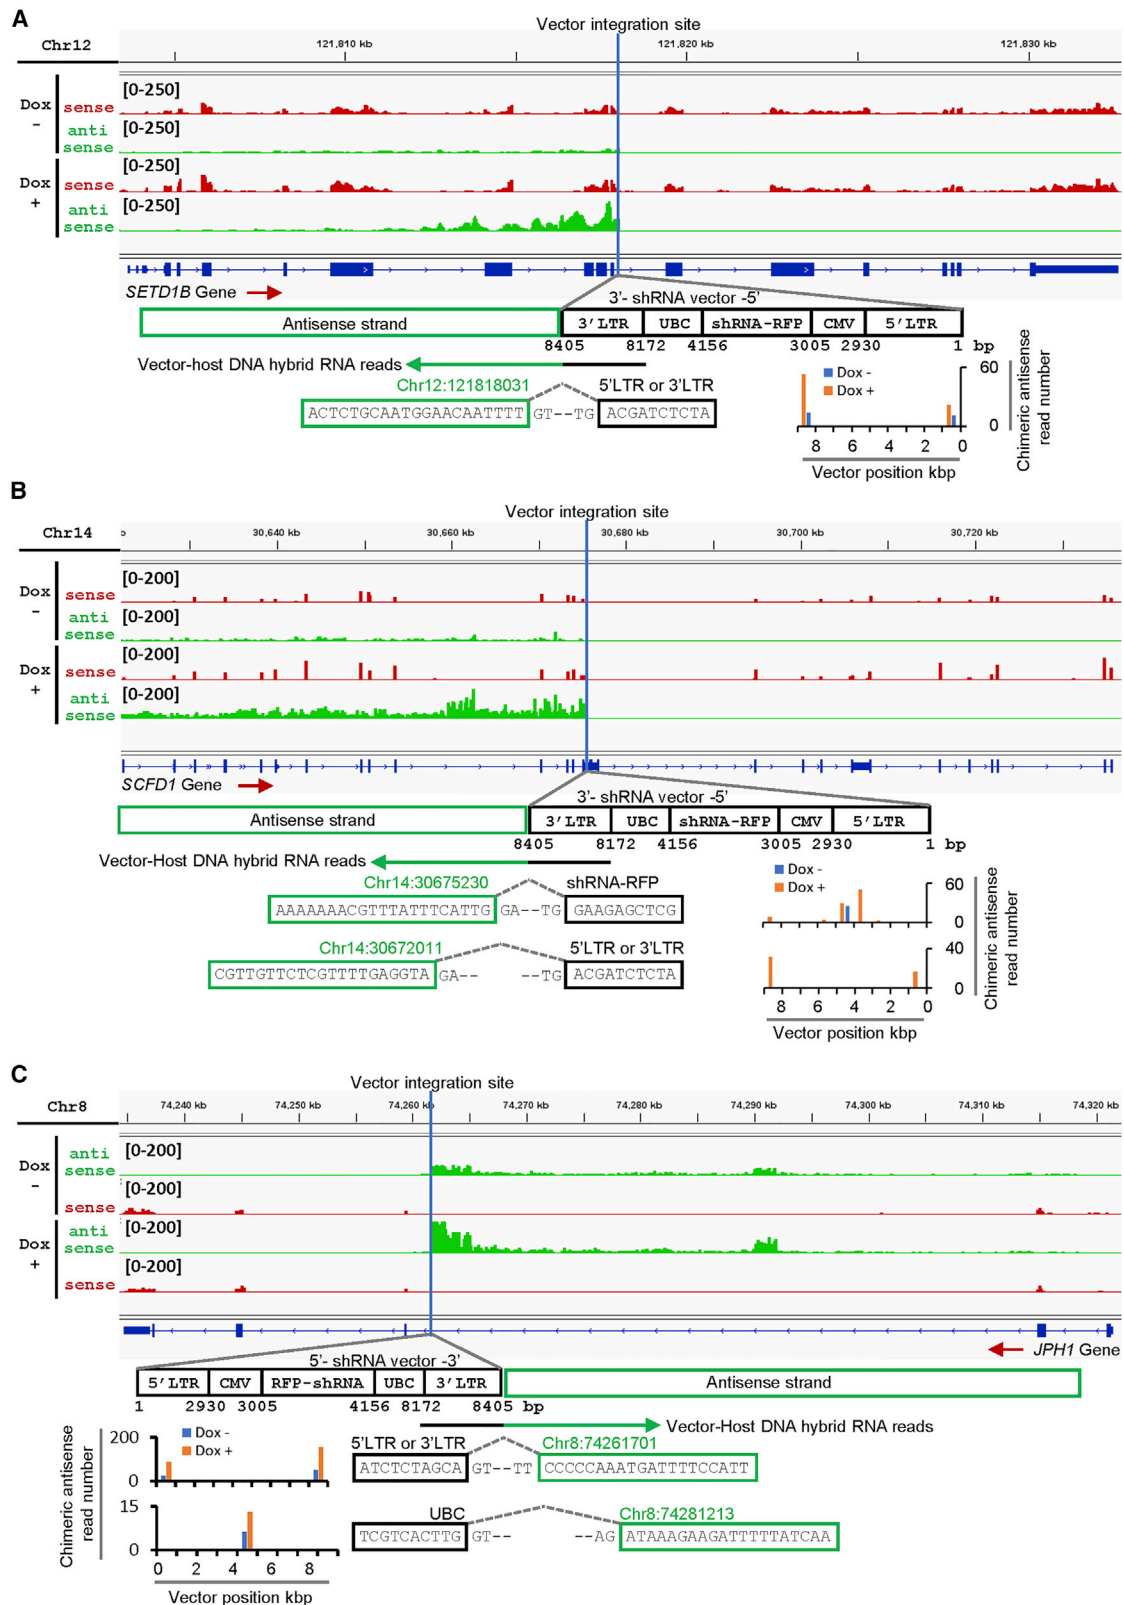 A
Vector integration site
Chr12
121,810 kb 121,820 kb 121,830 kb
Dox -
sense [0-250]
anti sense [0-250]
Dox +
sense [0-250]
anti sense [0-250]
SETD1B Gene
3'- shRNA vector -5'
Antisense strand 3'LTR UBC shRNA-RFP CMV 5'LTR
8405 8172 4156 3005 2930 1 bp
Vector-host DNA hybrid RNA reads
Chr12:121818031 5'LTR or 3'LTR
ACTCTGCAATGGAACAATTTT GT--TG ACGATCTCTA
Dox -
Dox +
60
0
8 6 4 2 0
Vector position kbp
Chimeric antisense read number
B
Vector integration site
Chr14
30,640 kb 30,660 kb 30,680 kb 30,700 kb 30,720 kb
Dox -
sense [0-200]
anti sense [0-200]
Dox +
sense [0-200]
anti sense [0-200]
SCFD1 Gene
3'- shRNA vector -5'
Antisense strand 3'LTR UBC shRNA-RFP CMV 5'LTR
8405 8172 4156 3005 2930 1 bp
Vector-Host DNA hybrid RNA reads
Chr14:30675230 shRNA-RFP
AAAAAAACGTTTATTTCATTG GA--TG GAAGAGCTCG
Chr14:30672011 5'LTR or 3'LTR
CGTTGTTCTCGTTTTGAGGTA GA-- --TG ACGATCTCTA
Dox -
Dox +
60
0
40
0
8 6 4 2 0
Vector position kbp
Chimeric antisense read number
C
Vector integration site
Chr8
74,240 kb 74,250 kb 74,260 kb 74,270 kb 74,280 kb 74,290 kb 74,300 kb 74,310 kb 74,320 kb
Dox -
anti sense [0-200]
sense [0-200]
Dox +
anti sense [0-200]
sense [0-200]
JPH1 Gene
5'- shRNA vector -3'
5'LTR CMV RFP-shRNA UBC 3'LTR Antisense strand
1 2930 3005 4156 8172 8405 bp
Vector-Host DNA hybrid RNA reads
5'LTR or 3'LTR Chr8:74261701
ATCTCTAGCA GT--TT CCCCCAAATGATTTTCCATT
UBC Chr8:74281213
TCGTCACTTG GT-- --AG ATAAAGAAGATTTTTATCAA
Dox -
Dox +
200
0
15
0
0 2 4 6 8
Vector position kbp
Chimeric antisense read number